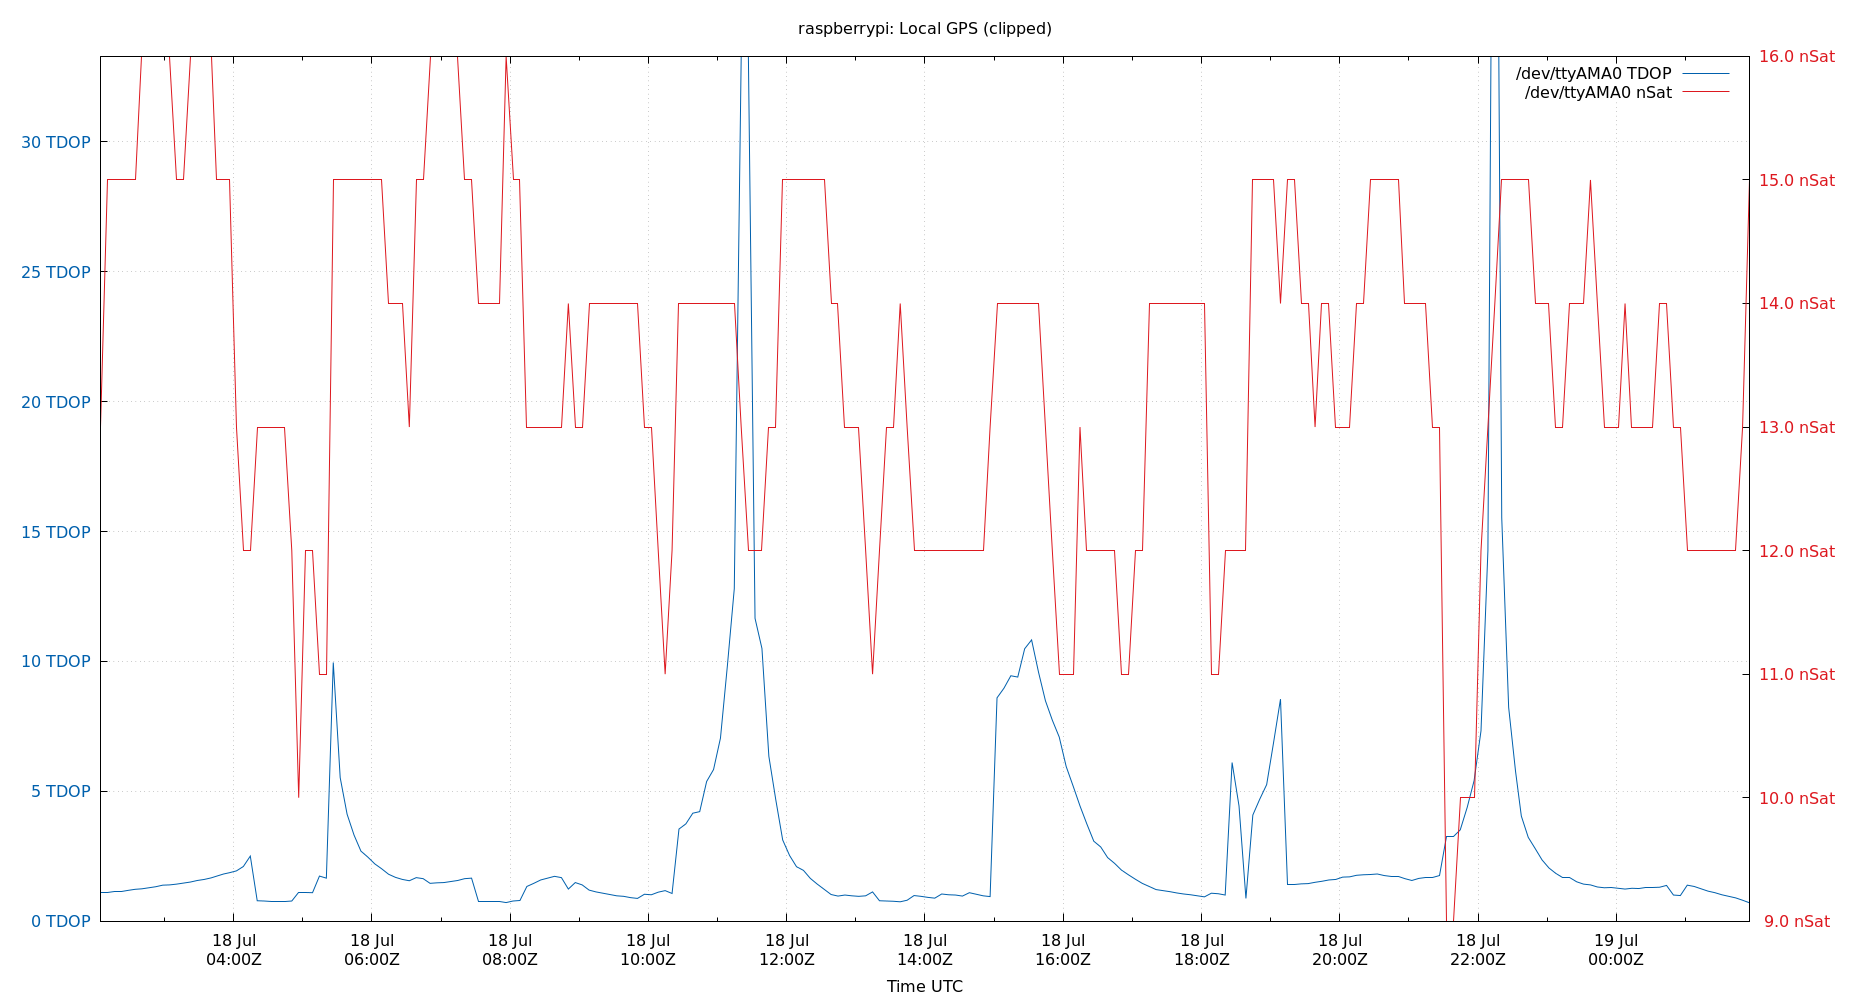 raspberrypi: Local GPS (clipped)
/dev/ttyAMA0 TDOP
/dev/ttyAMA0 nSat
30 TDOP
25 TDOP
20 TDOP
15 TDOP
10 TDOP
5 TDOP
0 TDOP
16.0 nSat
15.0 nSat
14.0 nSat
13.0 nSat
12.0 nSat
11.0 nSat
10.0 nSat
9.0 nSat
18 Jul
04:00Z
18 Jul
06:00Z
18 Jul
08:00Z
18 Jul
10:00Z
18 Jul
12:00Z
18 Jul
14:00Z
18 Jul
16:00Z
18 Jul
18:00Z
18 Jul
20:00Z
18 Jul
22:00Z
19 Jul
00:00Z
Time UTC